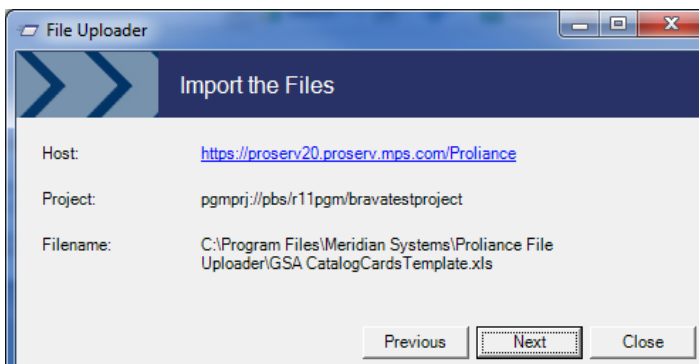 File Uploader
Import the Files
Host: https://proserv20.proserv.mps.com/Proliance
Project: pgmprj://pbs/r11pgm/bravatestproject
Filename: C:\Program Files\Meridian Systems\Proliance File
Uploader\GSA CatalogCardsTemplate.xls
Previous Next Close